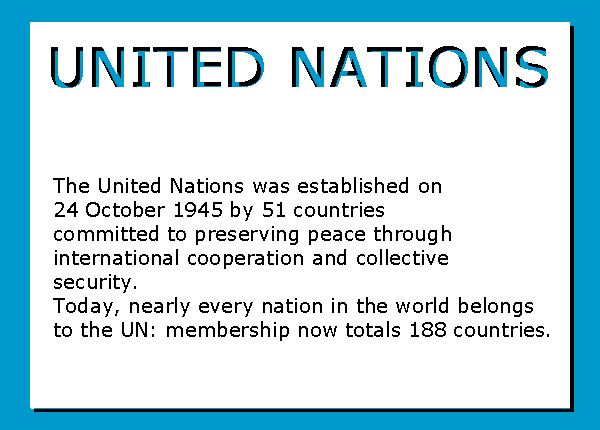 UNITED NATIONS
The United Nations was established on
24 October 1945 by 51 countries
committed to preserving peace through
international cooperation and collective
security.
Today, nearly every nation in the world belongs
to the UN: membership now totals 188 countries.